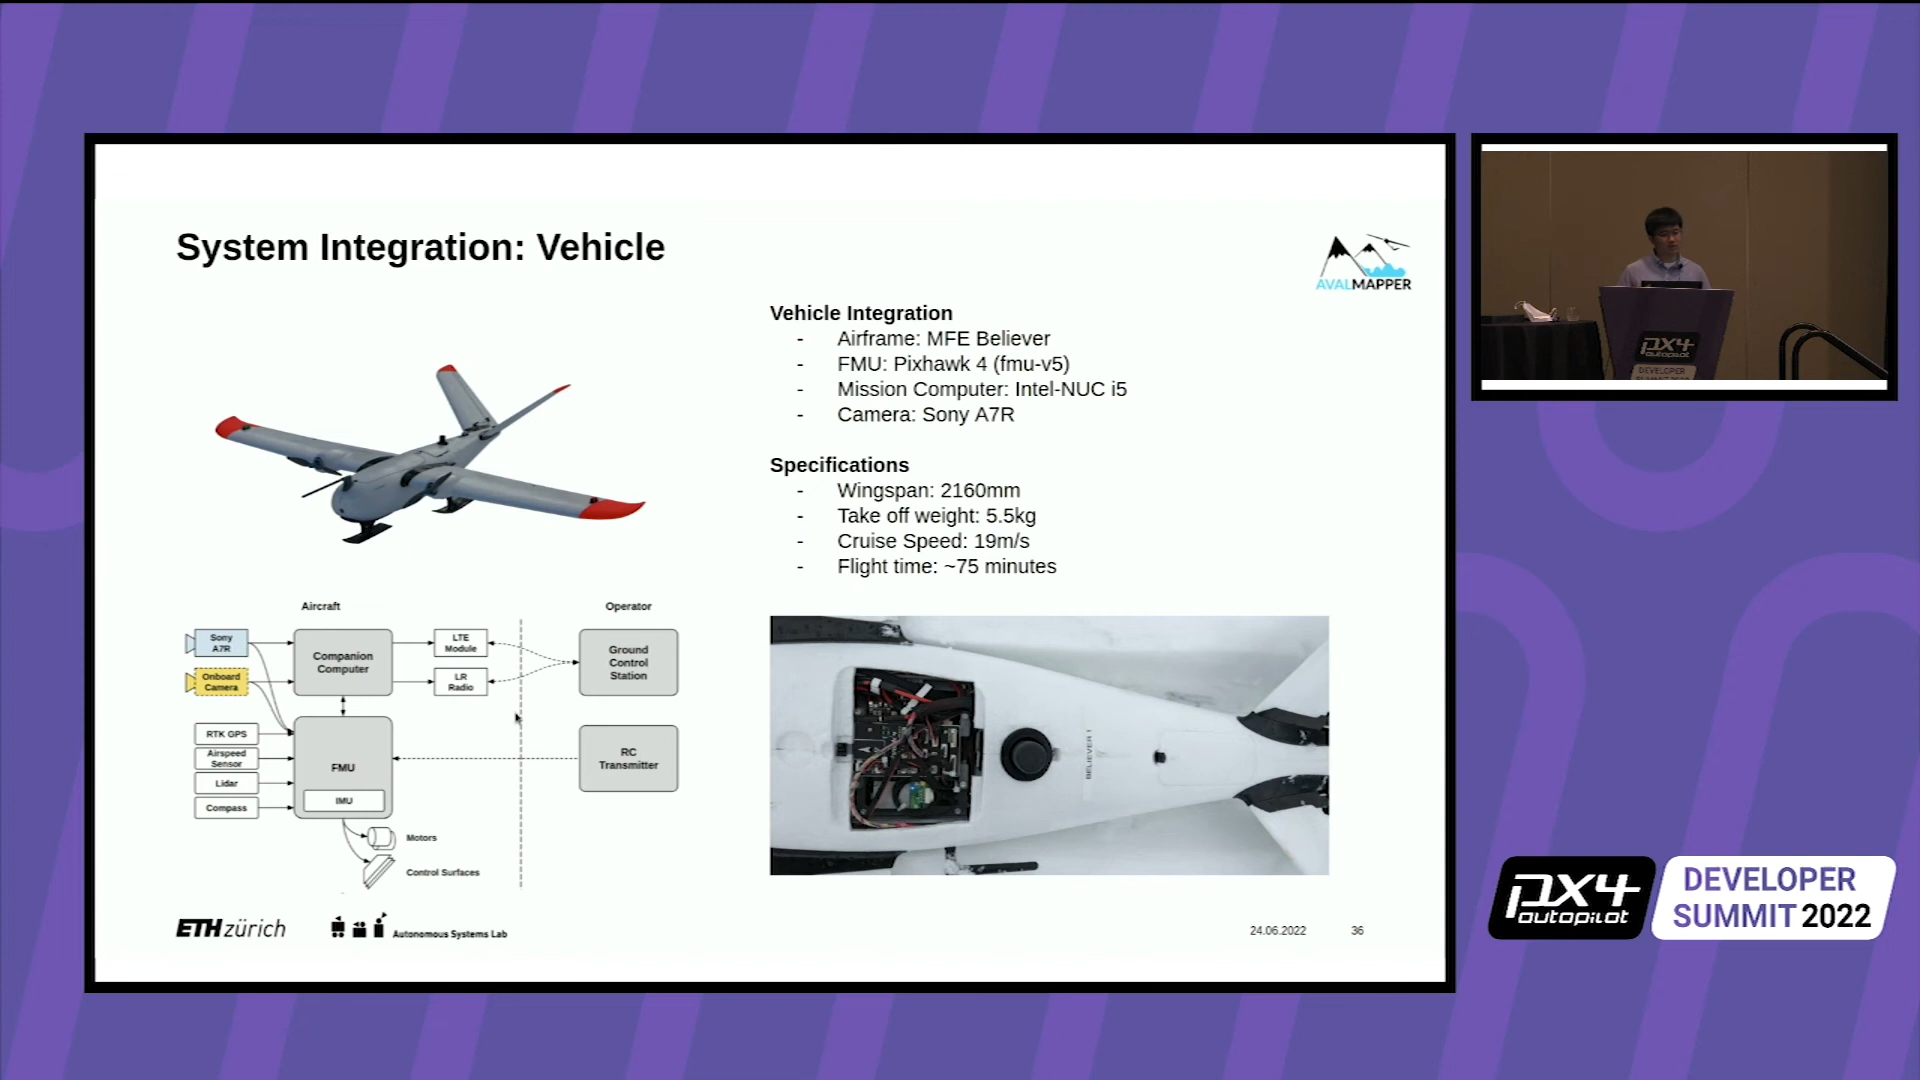 System Integration: Vehicle
AVALMAPPER
Vehicle Integration
- Airframe: MFE Believer
- FMU: Pixhawk 4 (fmu-v5)
- Mission Computer: Intel-NUC i5
- Camera: Sony A7R
Specifications
- Wingspan: 2160mm
- Take off weight: 5.5kg
- Cruise Speed: 19m/s
- Flight time: ~75 minutes
Aircraft
Operator
Sony
A7R
Onboard
Camera
Companion
Computer
LTE
Module
LR
Radio
Ground
Control
Station
RTK GPS
Airspeed
Sensor
Lidar
Compass
FMU
IMU
RC
Transmitter
Motors
Control Surfaces
BELIEVER
ETH zürich
Autonomous Systems Lab
24.06.2022
36
px4
autopilot
DEVELOPER
px4
autopilot
DEVELOPER
SUMMIT 2022